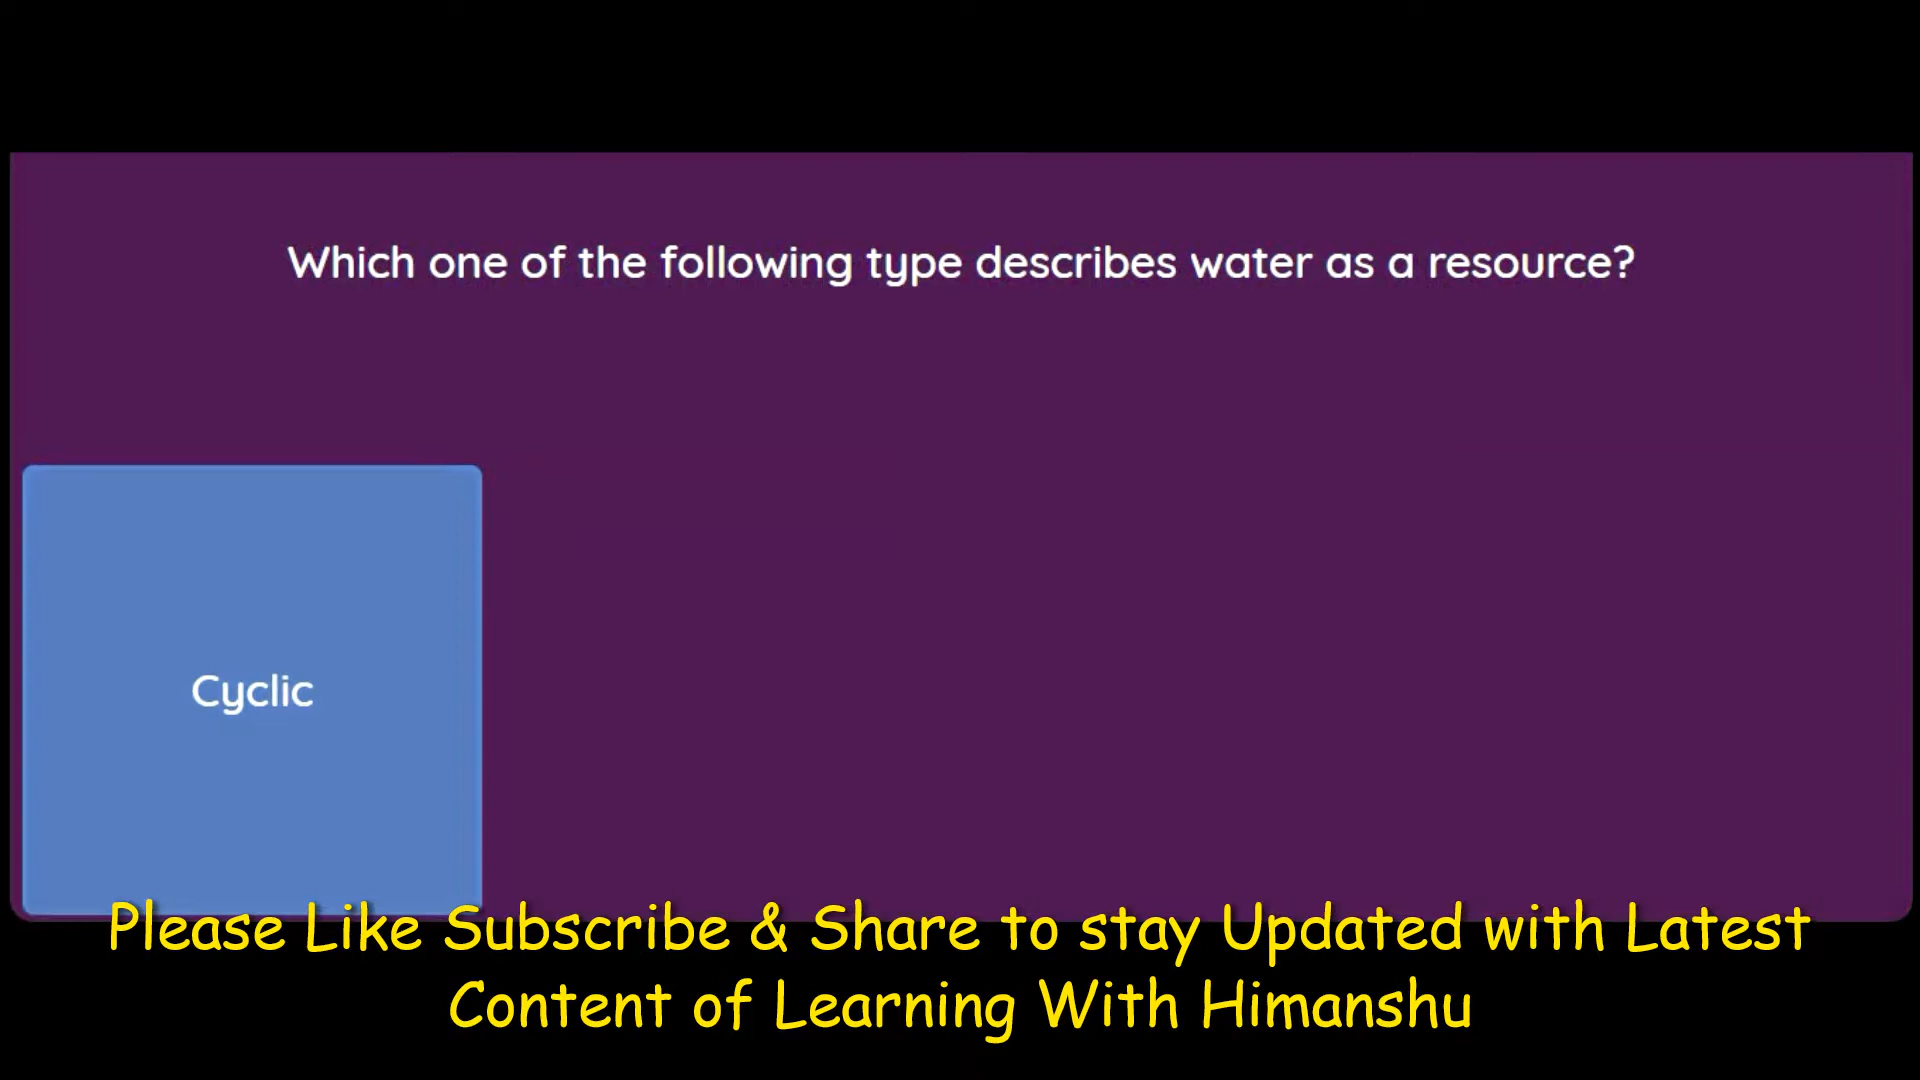 Which one of the following type describes water as a resource?
Cyclic
Please Like Subscribe & Share to stay Updated with Latest
Content of Learning With Himanshu